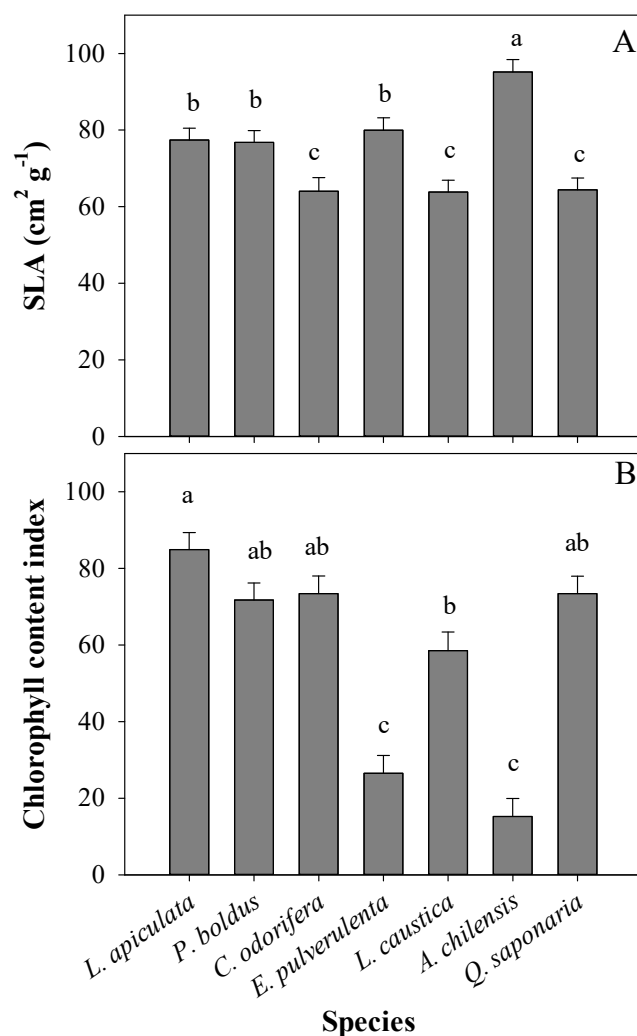 A
SLA (cm² g⁻¹)
100
80
60
40
20
0
b
b
c
b
c
a
c
B
Chlorophyll content index
100
80
60
40
20
0
a
ab
ab
c
b
c
ab
L. apiculata
P. boldus
C. odorifera
E. pulverulenta
L. caustica
A. chilensis
Q. saponaria
Species